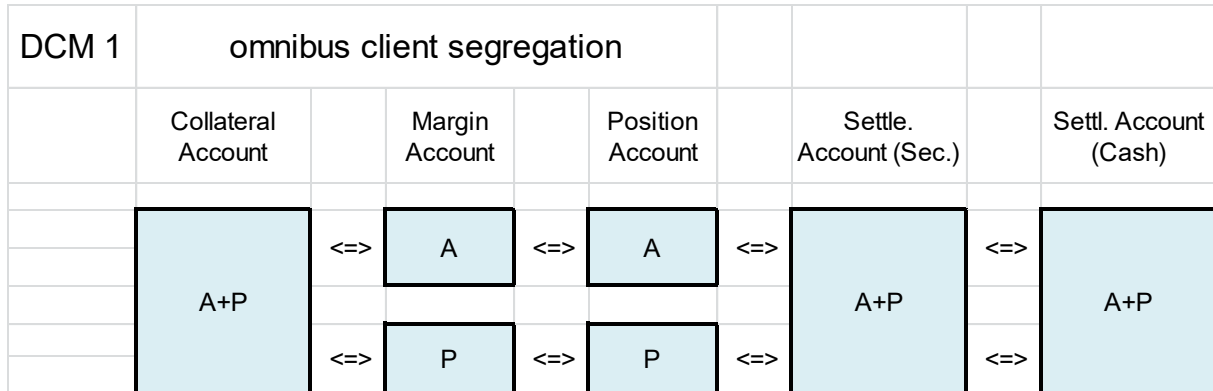 DCM 1 omnibus client segregation
Collateral Margin Position Settle. Settl. Account
Account Account Account Account (Sec.) (Cash)
<=> A <=> A <=> <=>
A+P A+P A+P
<=> P <=> P <=> <=>